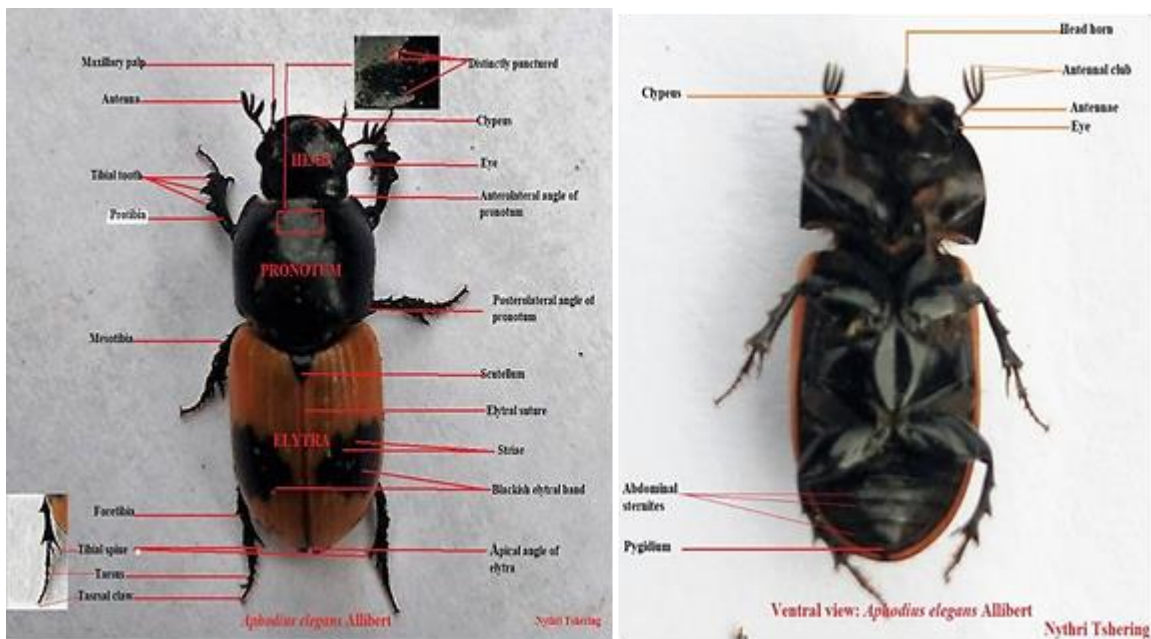 Maxillary palp
Antenna
Tibial tooth
Protibia
Mesotibia
Tibial spine
Tarsus
HEAD
PRONOTUM
ELYTRA
Distinctly punctured
Clypeus
Eye
Anterolateral angle of
pronotum
Posterolateral angle of
pronotum
Scutellum
Elytral suture
Striae
Blackish elytral band
Apical angle of
elytra
Aphodius elegans Allibert
Nythri Tshering
Head horn
Antennal club
Clypeus
Antennae
Eye
Abdominal
sternites
Pygidium
Ventral view: Aphodius elegans Allibert
Nythri Tshering